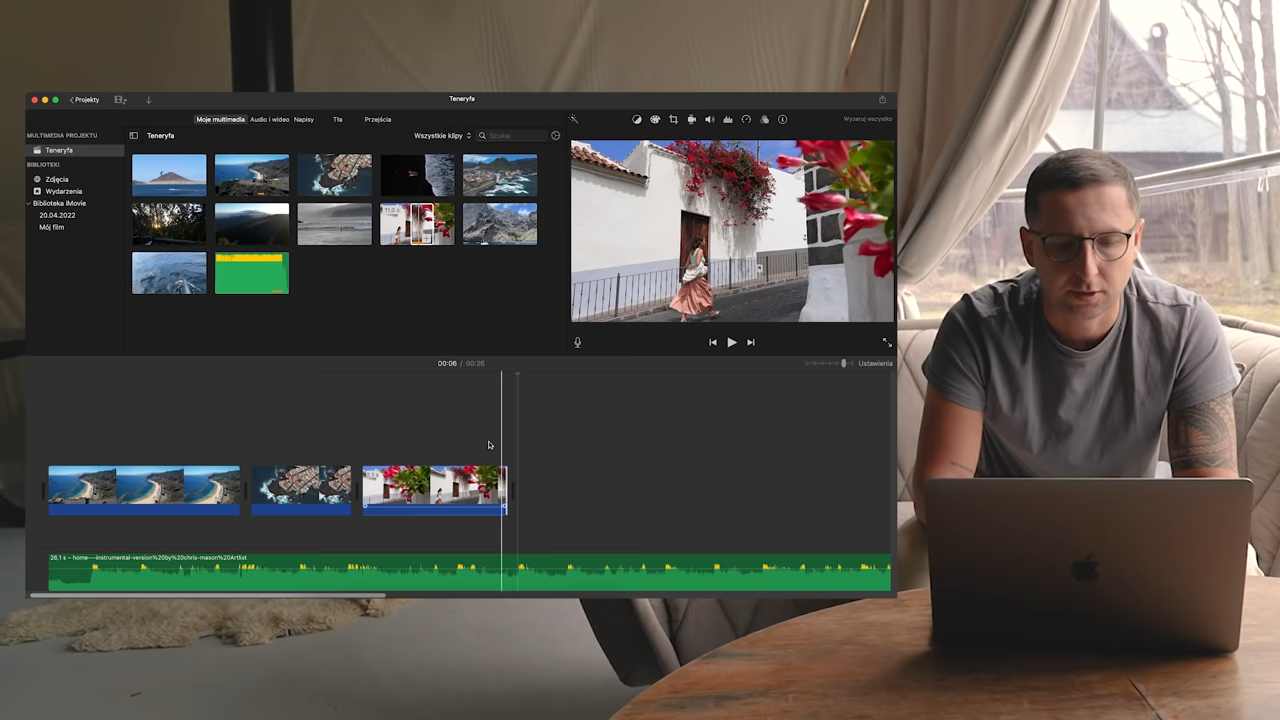 Projekty
Teneryfa
Moje multimedia Audio i wideo Napisy Tła Przejścia
Wyzeruj wszystko
MULTIMEDIA PROJEKTU
Teneryfa
Wszystkie klipy
Szukaj
Teneryfa
BIBLIOTEKI
Zdjęcia
Wydarzenia
Biblioteka iMovie
20.04.2022
Mój film
00:06 / 00:26
Ustawienia
26,1 s – home---instrumental-version%20by%20chris-mason%20Artlist